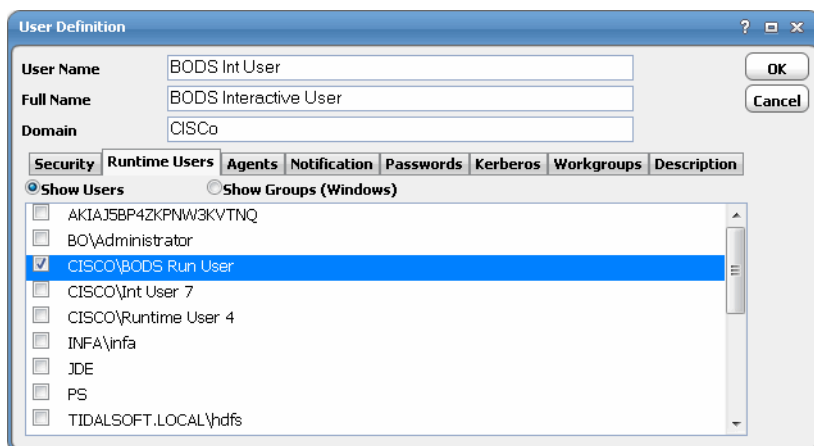 User Definition
?
User Name BODS Int User
OK
Full Name BODS Interactive User
Cancel
Domain CISCo
Security Runtime Users Agents Notification Passwords Kerberos Workgroups Description
Show Users Show Groups (Windows)
AKIAJ5BP4ZKPNW3KVTNQ
BO\Administrator
CISCO\BODS Run User
CISCO\Int User 7
CISCO\Runtime User 4
INFA\infa
JDE
PS
TIDALSOFT.LOCAL\hdfs